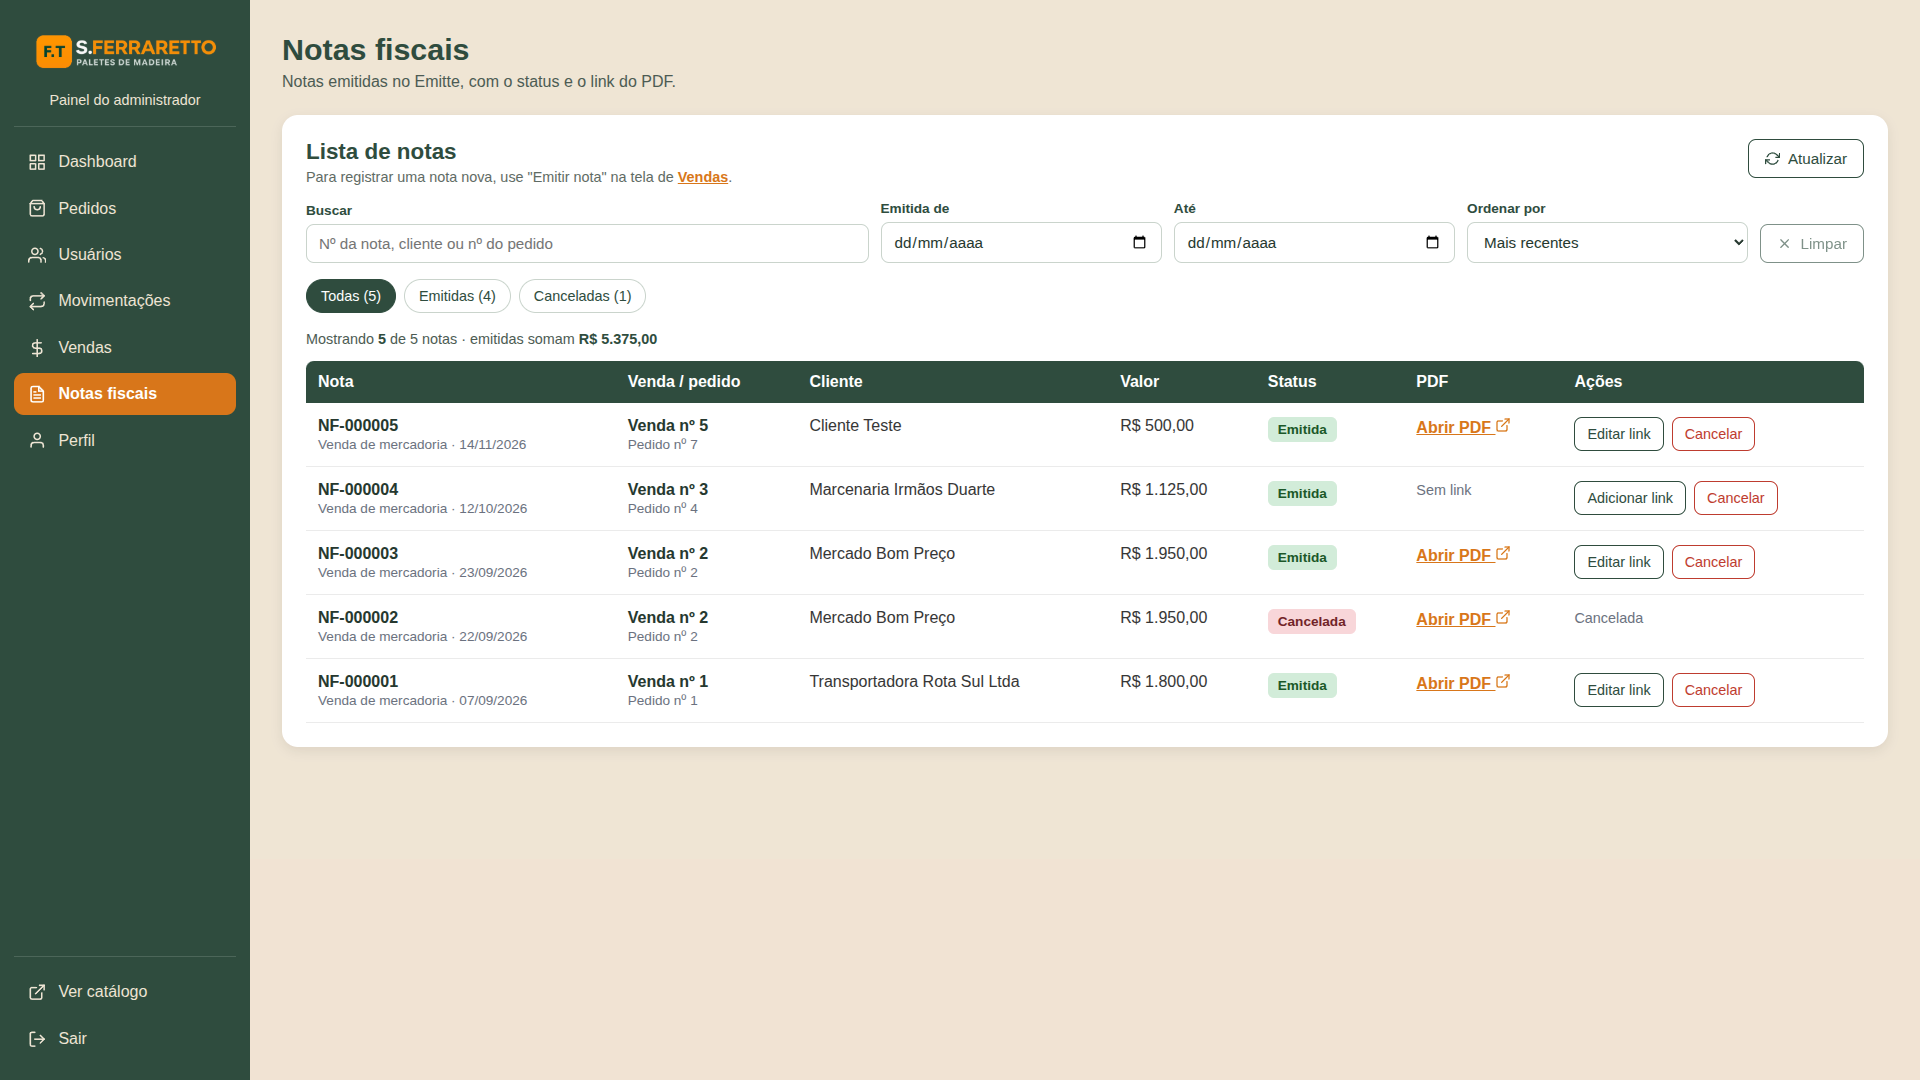 F.T S.FERRARETTO
PALETES DE MADEIRA
Painel do administrador
Dashboard
Pedidos
Usuários
Movimentações
Vendas
Notas fiscais
Perfil
Ver catálogo
Sair
Notas fiscais
Notas emitidas no Emitte, com o status e o link do PDF.
Lista de notas
Para registrar uma nota nova, use "Emitir nota" na tela de Vendas.
Atualizar
Buscar
Nº da nota, cliente ou nº do pedido
Emitida de
dd/mm/aaaa
Até
dd/mm/aaaa
Ordenar por
Mais recentes
Limpar
Todas (5) Emitidas (4) Canceladas (1)
Mostrando 5 de 5 notas · emitidas somam R$ 5.375,00
Nota Venda / pedido Cliente Valor Status PDF Ações
NF-000005 Venda nº 5 Cliente Teste R$ 500,00 Emitida Abrir PDF Editar link Cancelar
Venda de mercadoria · 14/11/2026 Pedido nº 7
NF-000004 Venda nº 3 Marcenaria Irmãos Duarte R$ 1.125,00 Emitida Sem link Adicionar link Cancelar
Venda de mercadoria · 12/10/2026 Pedido nº 4
NF-000003 Venda nº 2 Mercado Bom Preço R$ 1.950,00 Emitida Abrir PDF Editar link Cancelar
Venda de mercadoria · 23/09/2026 Pedido nº 2
NF-000002 Venda nº 2 Mercado Bom Preço R$ 1.950,00 Cancelada Abrir PDF Cancelada
Venda de mercadoria · 22/09/2026 Pedido nº 2
NF-000001 Venda nº 1 Transportadora Rota Sul Ltda R$ 1.800,00 Emitida Abrir PDF Editar link Cancelar
Venda de mercadoria · 07/09/2026 Pedido nº 1